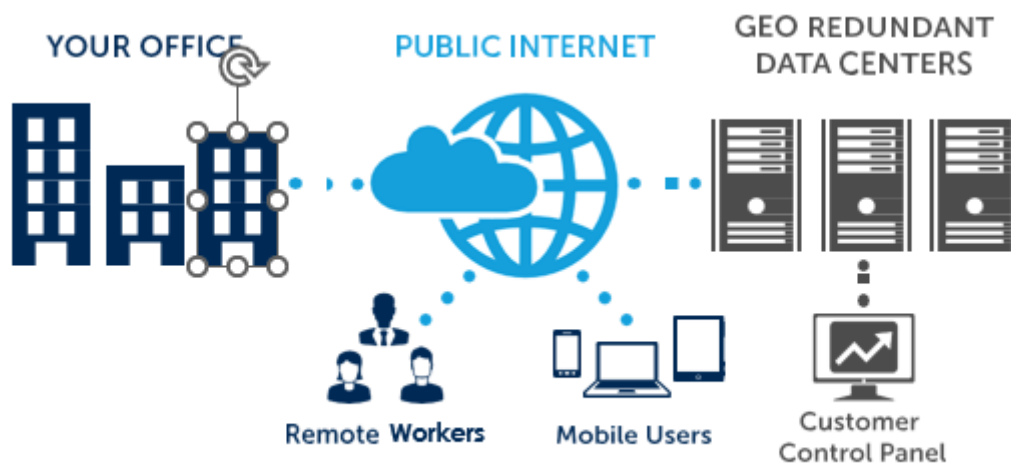 YOUR OFFICE
PUBLIC INTERNET
GEO REDUNDANT
DATA CENTERS
Remote Workers
Mobile Users
Customer
Control Panel